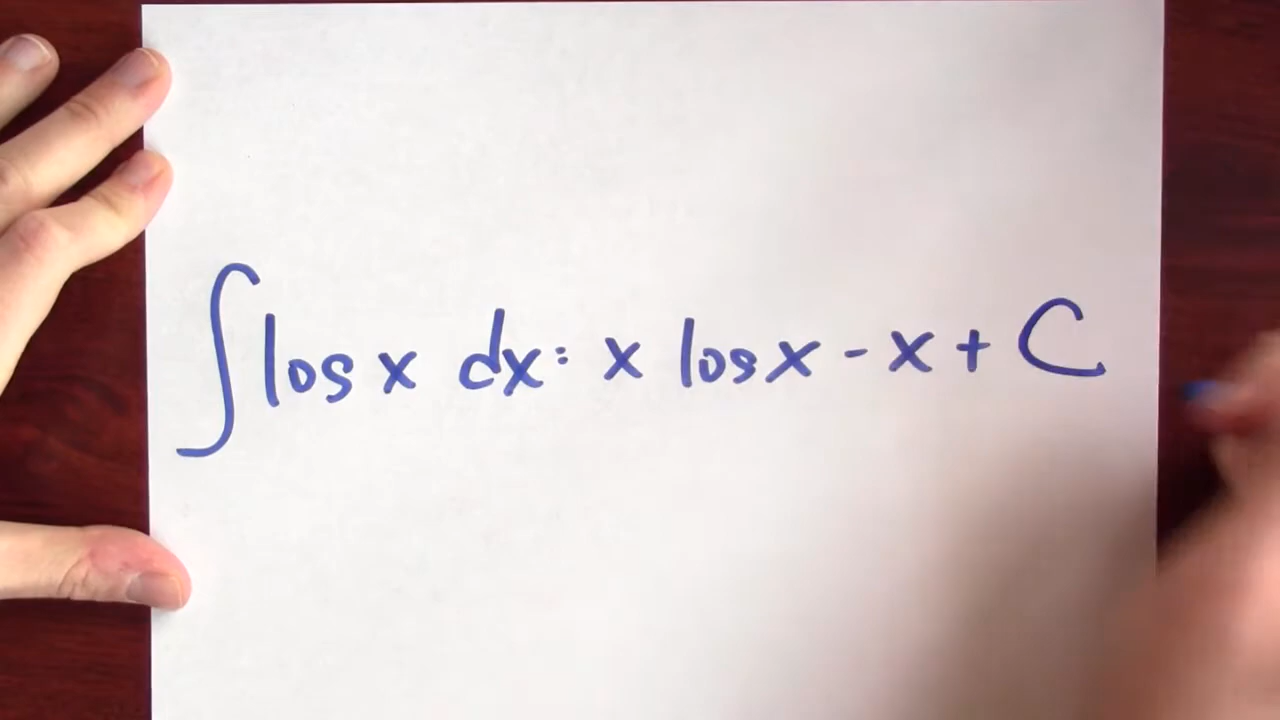 ∫ log x dx = x log x - x + C